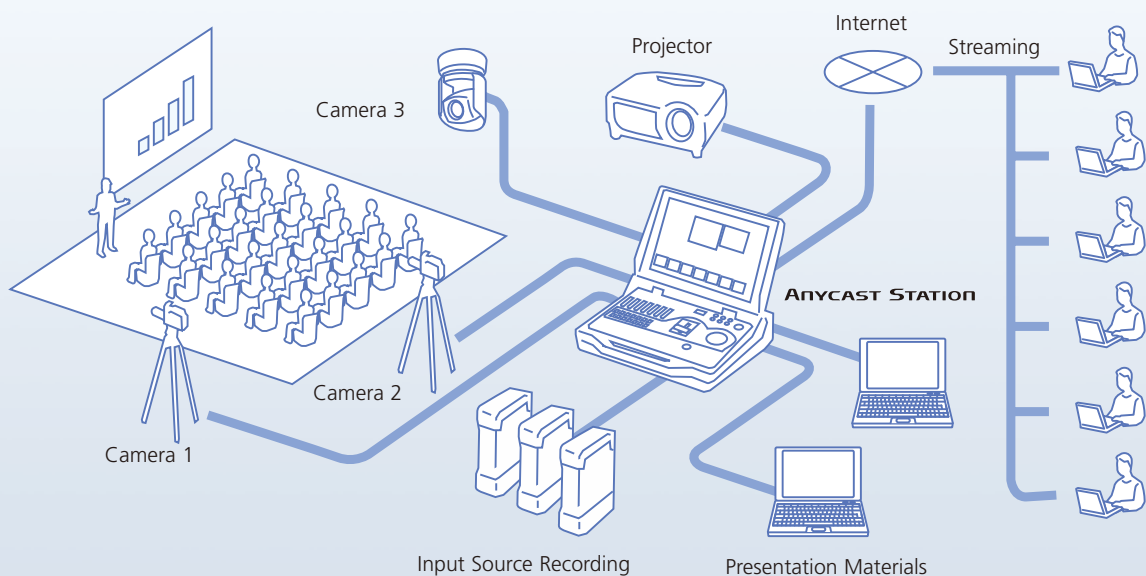 Internet
Projector
Streaming
Camera 3
ANYCAST STATION
Camera 2
Camera 1
Input Source Recording
Presentation Materials